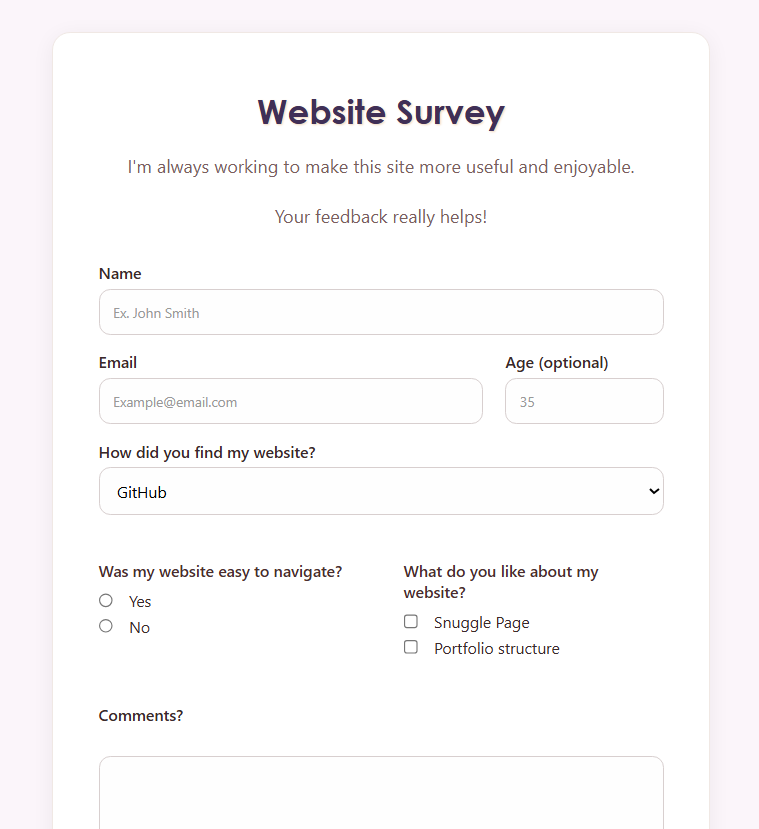 Website Survey
I'm always working to make this site more useful and enjoyable.
Your feedback really helps!
Name
Ex. John Smith
Email
Age (optional)
Example@email.com
35
How did you find my website?
GitHub
Was my website easy to navigate?
Yes
No
What do you like about my
website?
Snuggle Page
Portfolio structure
Comments?